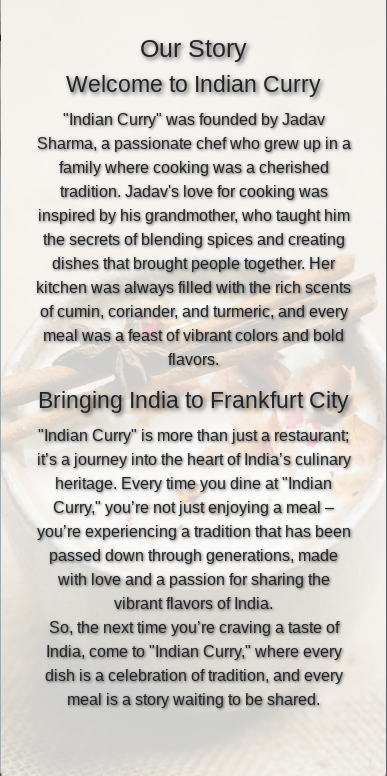 Our Story
Welcome to Indian Curry
"Indian Curry" was founded by Jadav
Sharma, a passionate chef who grew up in a
family where cooking was a cherished
tradition. Jadav's love for cooking was
inspired by his grandmother, who taught him
the secrets of blending spices and creating
dishes that brought people together. Her
kitchen was always filled with the rich scents
of cumin, coriander, and turmeric, and every
meal was a feast of vibrant colors and bold
flavors.
Bringing India to Frankfurt City
"Indian Curry" is more than just a restaurant;
it’s a journey into the heart of India’s culinary
heritage. Every time you dine at "Indian
Curry," you’re not just enjoying a meal –
you’re experiencing a tradition that has been
passed down through generations, made
with love and a passion for sharing the
vibrant flavors of India.
So, the next time you’re craving a taste of
India, come to "Indian Curry," where every
dish is a celebration of tradition, and every
meal is a story waiting to be shared.